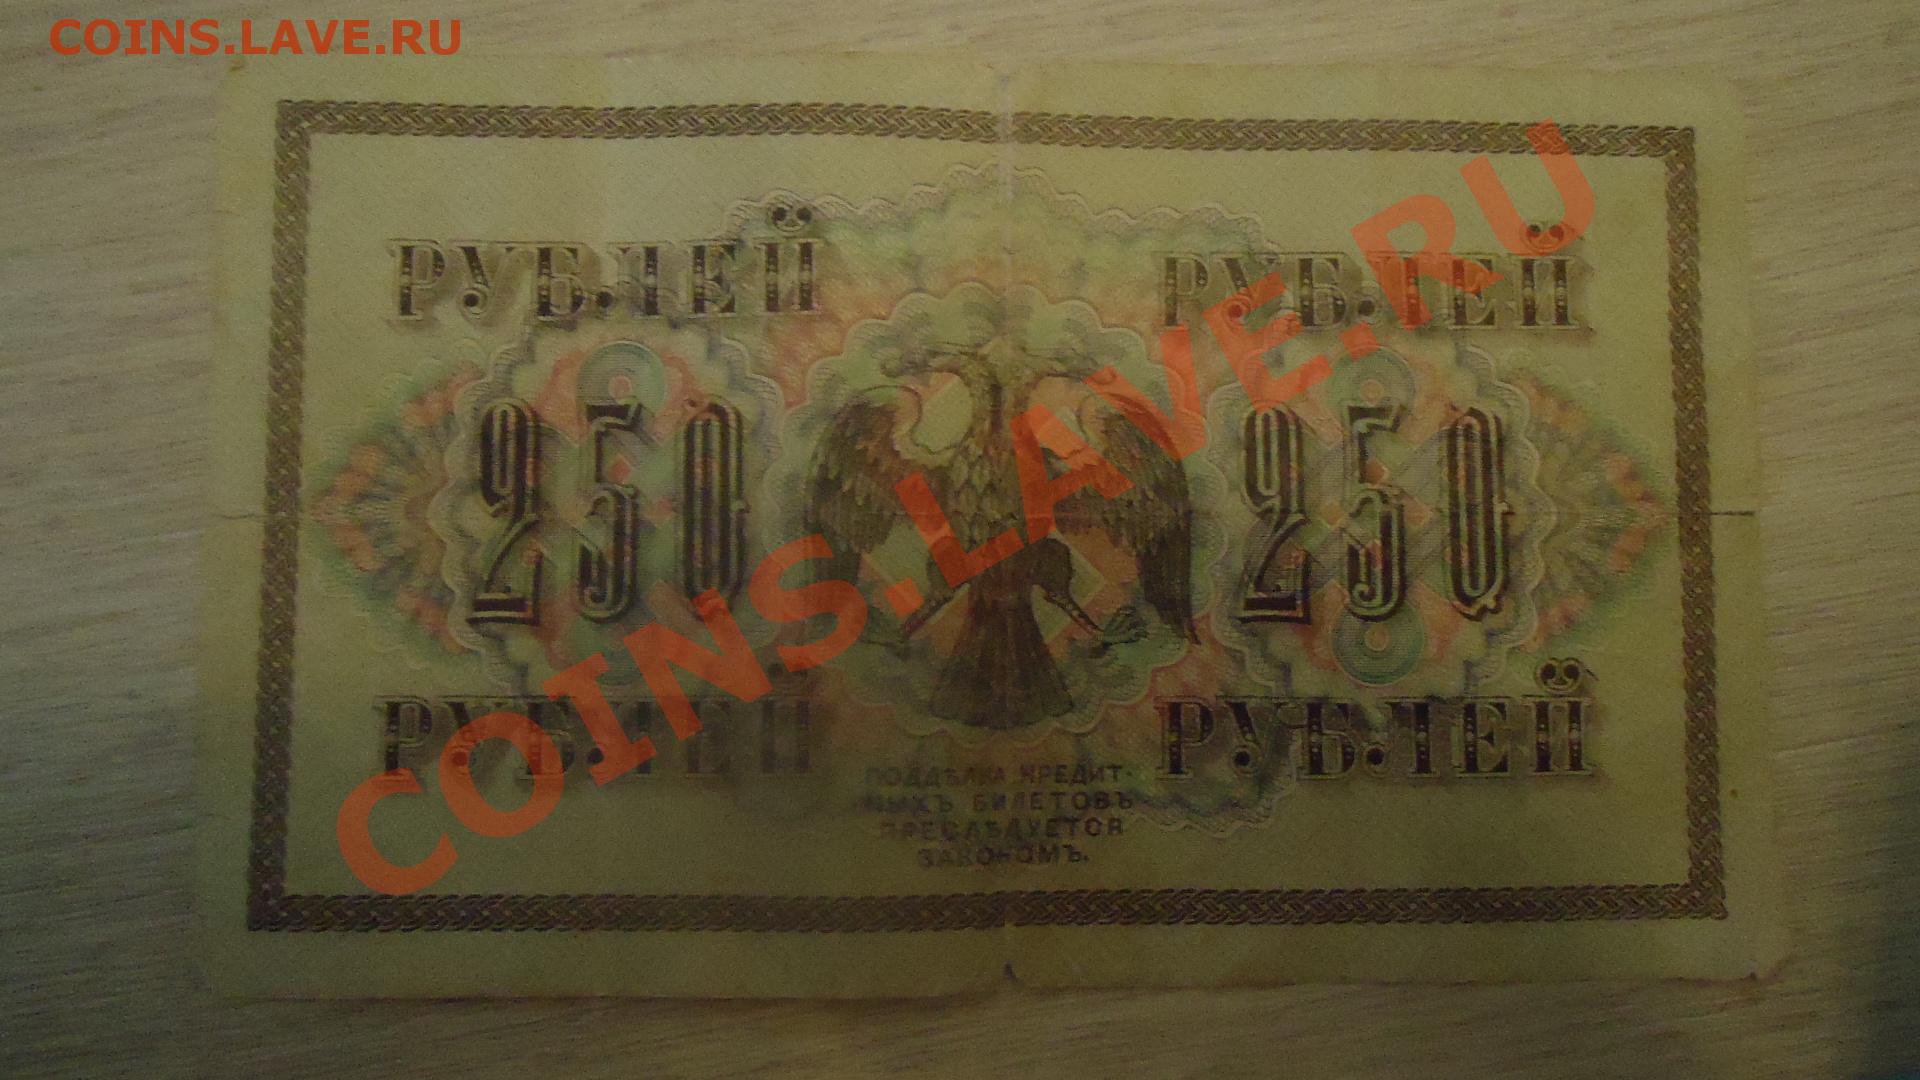 COINS.LAVE.RU
РУБЛЕЙ РУБЛЕЙ
250 250
РУБЛЕЙ РУБЛЕЙ
ПОДДѢЛКА КРЕДИТ-
НЫХЪ БИЛЕТОВЪ
ПРЕСЛѢДУЕТСЯ
ЗАКОНОМЪ.
COINS.LAVE.RU